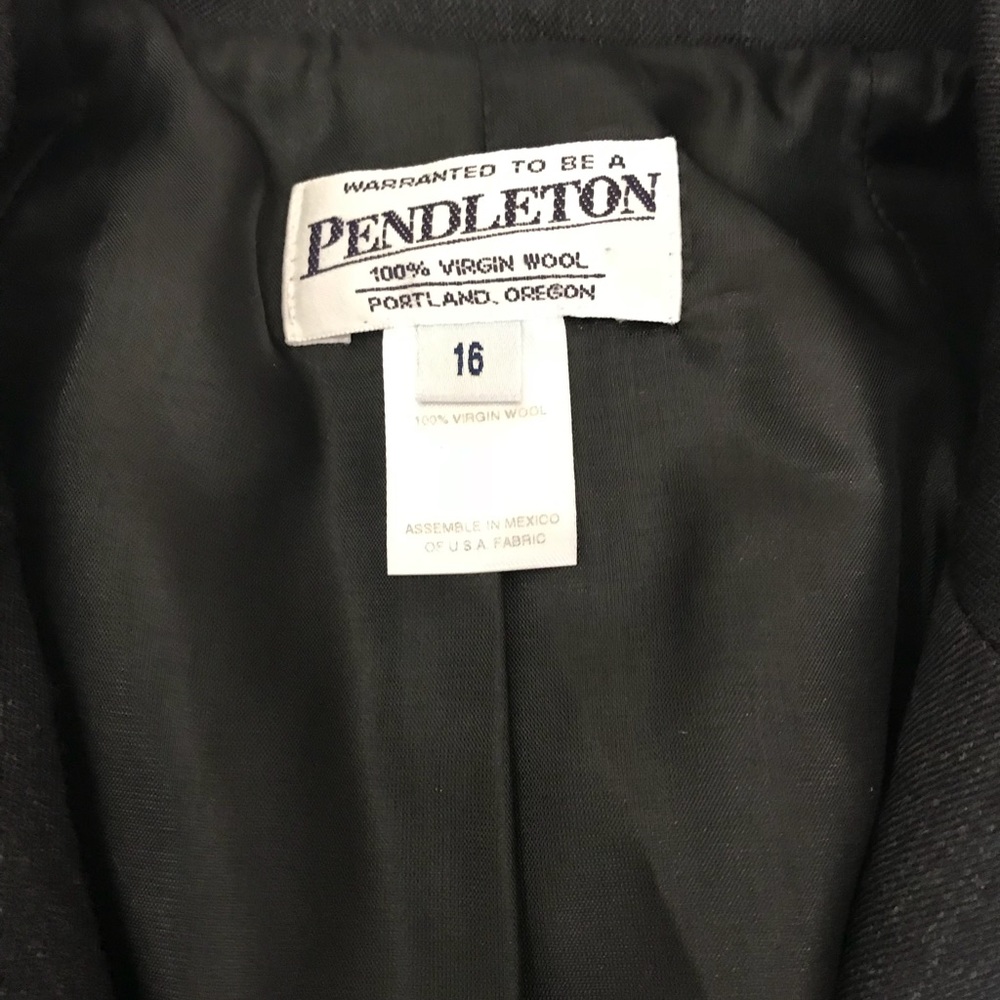 WARRANTED TO BE A
PENDLETON
100% VIRGIN WOOL
PORTLAND, OREGON
16
100% VIRGIN WOOL
ASSEMBLE IN MEXICO
OF U S A FABRIC